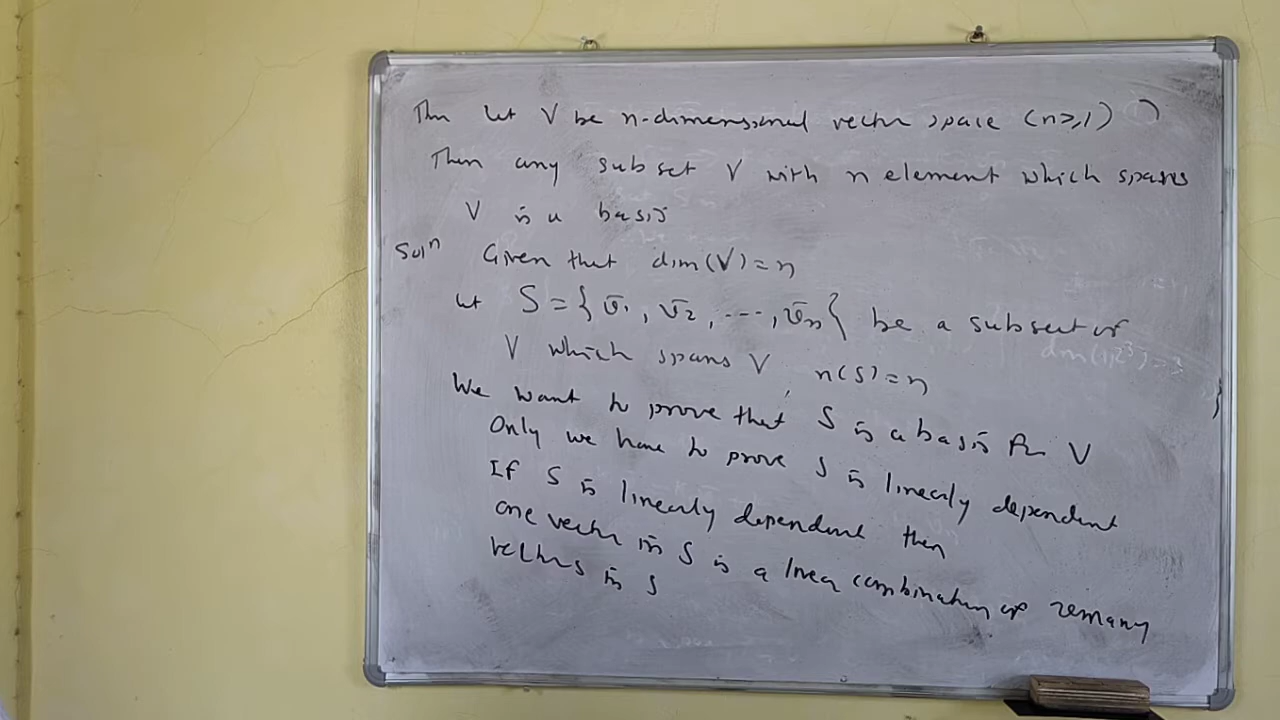 Thm Let V be n-dimensional vector space (n≥1)
Then any subset V with n element which spans
V is a basis
Solⁿ Given that dim(V)=n
Let S={v̄₁, v̄₂, ---, v̄ₙ} be a subset of
V which spans V, n(S)=n
We want to prove that S is a basis for V
Only we have to prove S is linearly dependent
If S is linearly dependent then
one vector in S is a linear combination of remaining
vectors in S
dim(IR³)=3